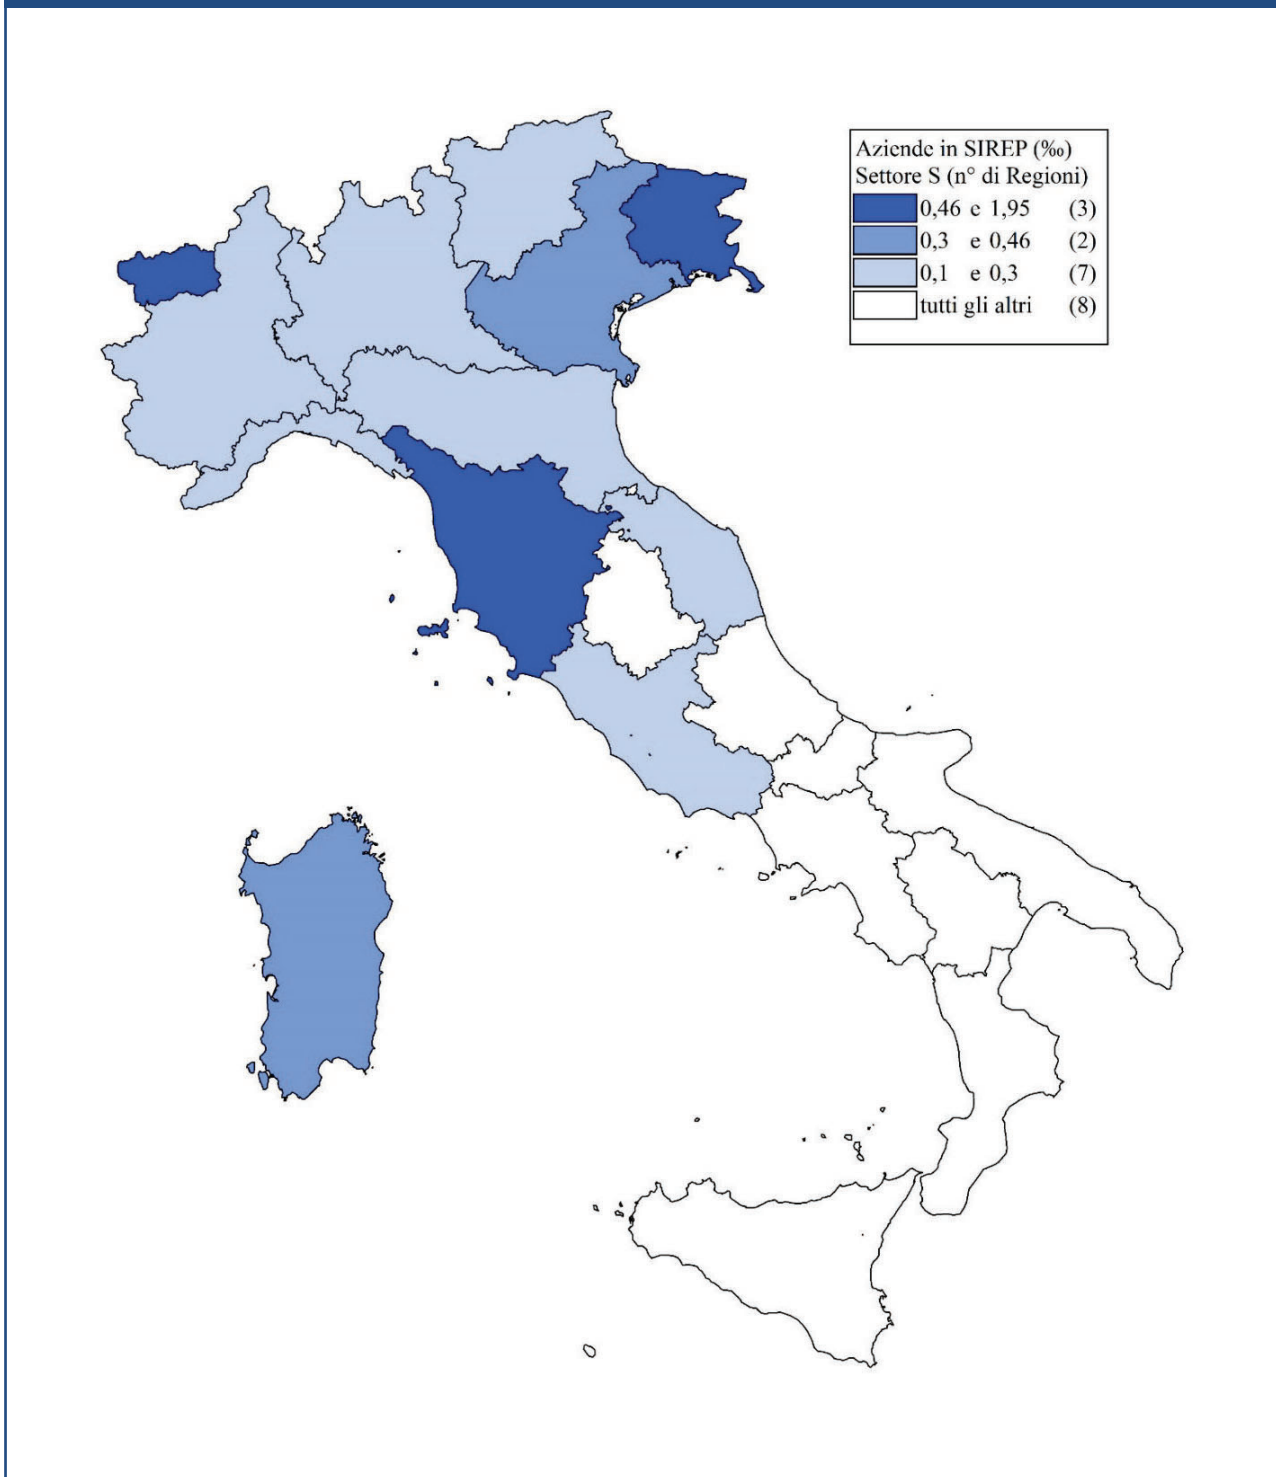 Aziende in SIREP (‰)
Settore S (n° di Regioni)
0,46 e 1,95 (3)
0,3 e 0,46 (2)
0,1 e 0,3 (7)
tutti gli altri (8)